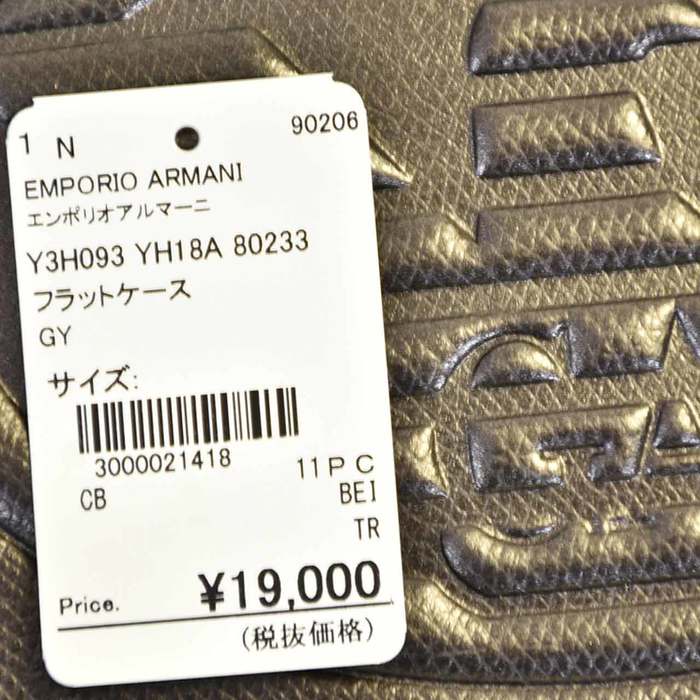 1 N 90206
EMPORIO ARMANI
エンポリオアルマーニ
Y3H093 YH18A 80233
フラットケース
GY
サイズ:
3000021418 11PC
CB BEI
TR
Price. ¥19,000
(税抜価格)